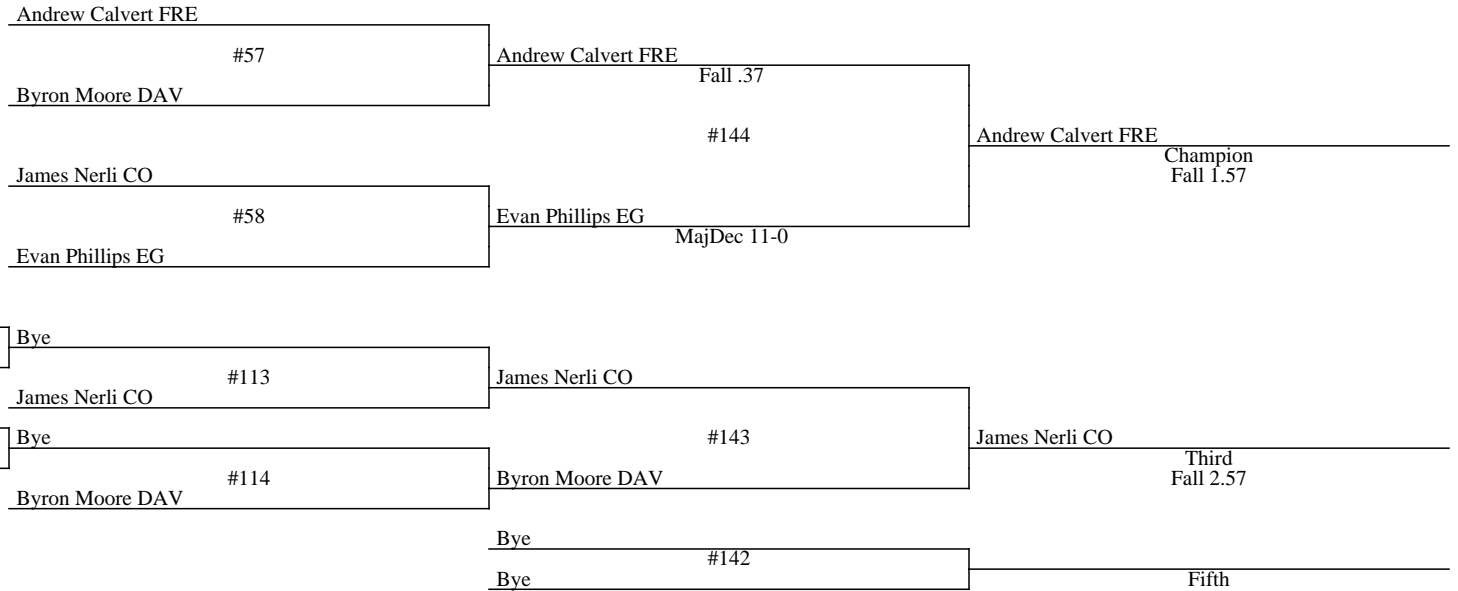 Andrew Calvert FRE
#57
Andrew Calvert FRE
Fall .37
Byron Moore DAV
#144
Andrew Calvert FRE
Champion
Fall 1.57
James Nerli CO
#58
Evan Phillips EG
MajDec 11-0
Evan Phillips EG
Bye
#113
James Nerli CO
James Nerli CO
Bye
#143
James Nerli CO
Third
Fall 2.57
#114
Byron Moore DAV
Byron Moore DAV
Bye
#142
Bye
Fifth